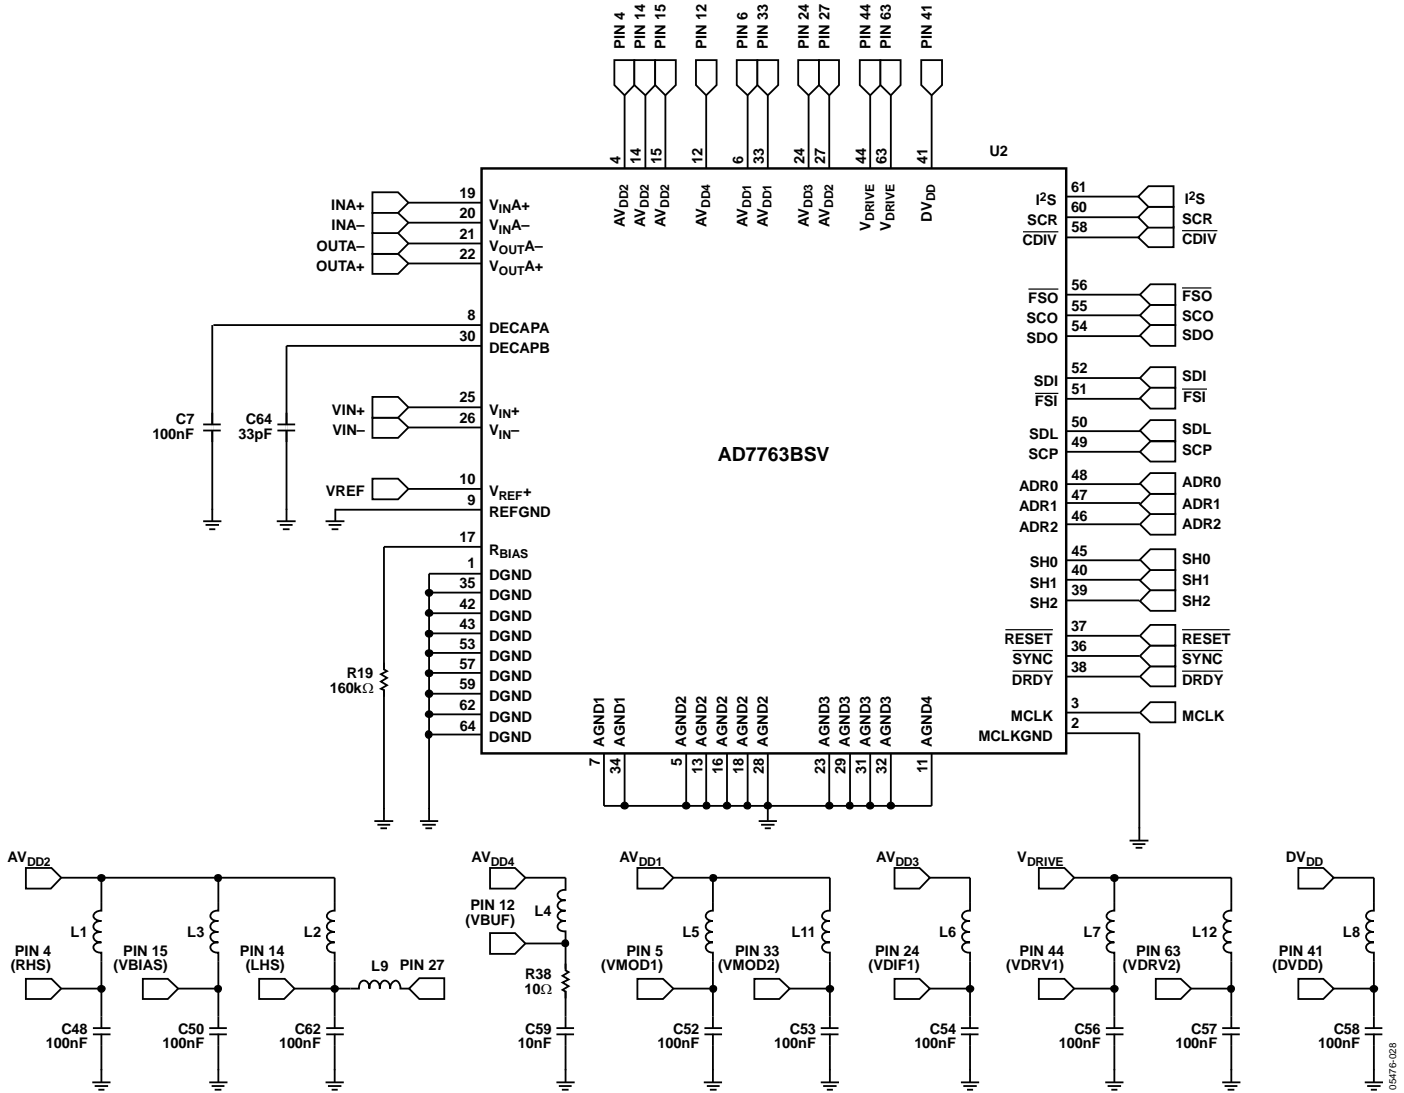 PIN 4
PIN 14
PIN 15
PIN 12
PIN 6
PIN 33
PIN 24
PIN 27
PIN 44
PIN 63
PIN 41
4
14
15
12
6
33
24
27
44
63
41
U2
AVDD2
AVDD2
AVDD2
AVDD4
AVDD1
AVDD1
AVDD3
AVDD2
VDRIVE
VDRIVE
DVDD
INA+ 19 VINA+
INA– 20 VINA–
OUTA– 21 VOUTA–
OUTA+ 22 VOUTA+
8 DECAPA
30 DECAPB
C7
100nF
C64
33pF
VIN+ 25 VIN+
VIN– 26 VIN–
VREF 10 VREF+
9 REFGND
17 RBIAS
1 DGND
35 DGND
42 DGND
43 DGND
53 DGND
57 DGND
59 DGND
62 DGND
64 DGND
R19
160kΩ
AD7763BSV
I²S 61 I²S
SCR 60 SCR
CDIV 58 CDIV
FSO 56 FSO
SCO 55 SCO
SDO 54 SDO
SDI 52 SDI
FSI 51 FSI
SDL 50 SDL
SCP 49 SCP
ADR0 48 ADR0
ADR1 47 ADR1
ADR2 46 ADR2
SH0 45 SH0
SH1 40 SH1
SH2 39 SH2
RESET 37 RESET
SYNC 36 SYNC
DRDY 38 DRDY
MCLK 3 MCLK
MCLKGND 2
AGND1
AGND1
AGND2
AGND2
AGND2
AGND2
AGND2
AGND3
AGND3
AGND3
AGND3
AGND4
7
34
5
13
16
18
28
23
29
31
32
11
AVDD2
L1
L3
L2
PIN 4
(RHS)
PIN 15
(VBIAS)
PIN 14
(LHS)
L9
PIN 27
C48
100nF
C50
100nF
C62
100nF
AVDD4
PIN 12
(VBUF)
L4
R38
10Ω
C59
10nF
AVDD1
L5
L11
PIN 5
(VMOD1)
PIN 33
(VMOD2)
C52
100nF
C53
100nF
AVDD3
L6
PIN 24
(VDIF1)
C54
100nF
VDRIVE
L7
L12
PIN 44
(VDRV1)
PIN 63
(VDRV2)
C56
100nF
C57
100nF
DVDD
L8
PIN 41
(DVDD)
C58
100nF
05476-028